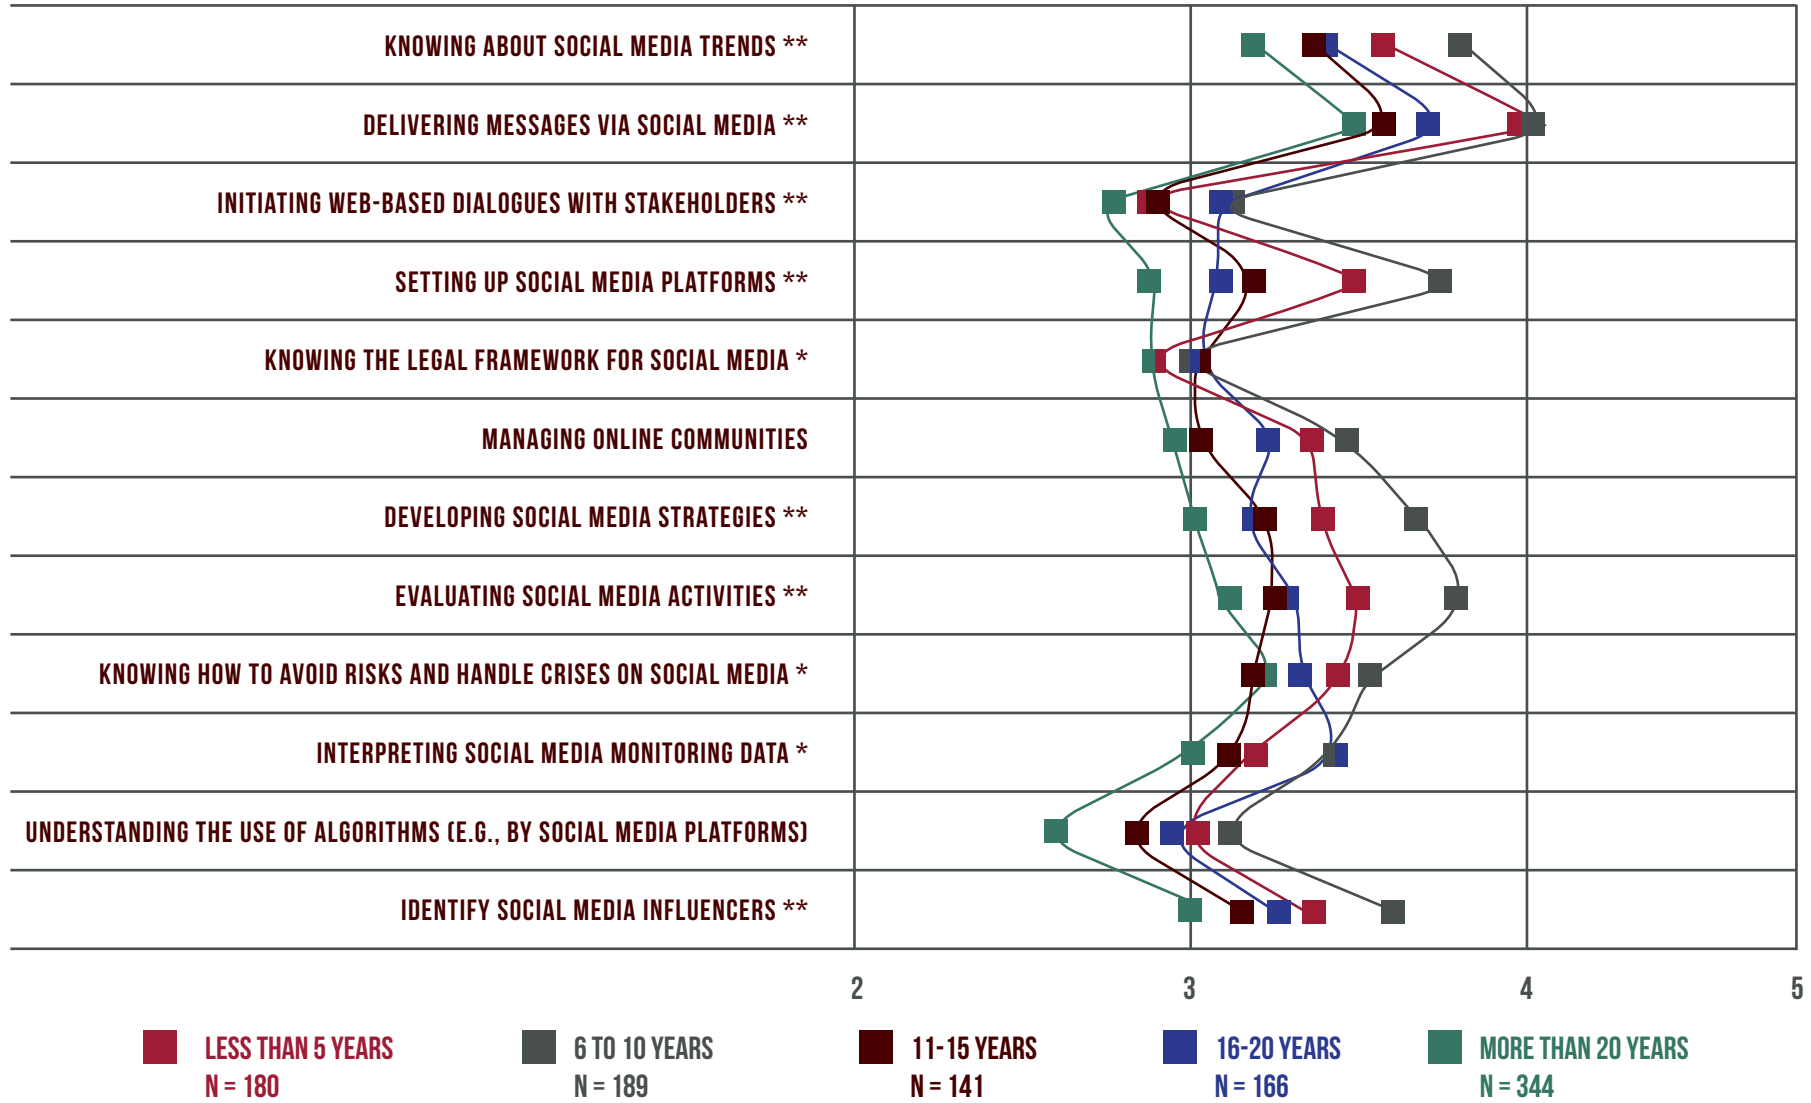 KNOWING ABOUT SOCIAL MEDIA TRENDS **
DELIVERING MESSAGES VIA SOCIAL MEDIA **
INITIATING WEB-BASED DIALOGUES WITH STAKEHOLDERS **
SETTING UP SOCIAL MEDIA PLATFORMS **
KNOWING THE LEGAL FRAMEWORK FOR SOCIAL MEDIA *
MANAGING ONLINE COMMUNITIES
DEVELOPING SOCIAL MEDIA STRATEGIES **
EVALUATING SOCIAL MEDIA ACTIVITIES **
KNOWING HOW TO AVOID RISKS AND HANDLE CRISES ON SOCIAL MEDIA *
INTERPRETING SOCIAL MEDIA MONITORING DATA *
UNDERSTANDING THE USE OF ALGORITHMS (E.G., BY SOCIAL MEDIA PLATFORMS)
IDENTIFY SOCIAL MEDIA INFLUENCERS **
2 3 4 5
LESS THAN 5 YEARS
N = 180
6 TO 10 YEARS
N = 189
11-15 YEARS
N = 141
16-20 YEARS
N = 166
MORE THAN 20 YEARS
N = 344